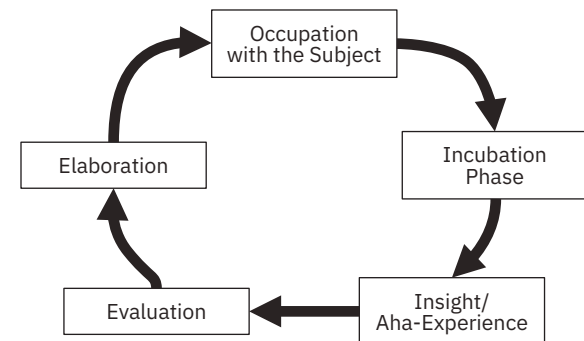 Occupation
with the Subject
Incubation
Phase
Insight/
Aha-Experience
Evaluation
Elaboration